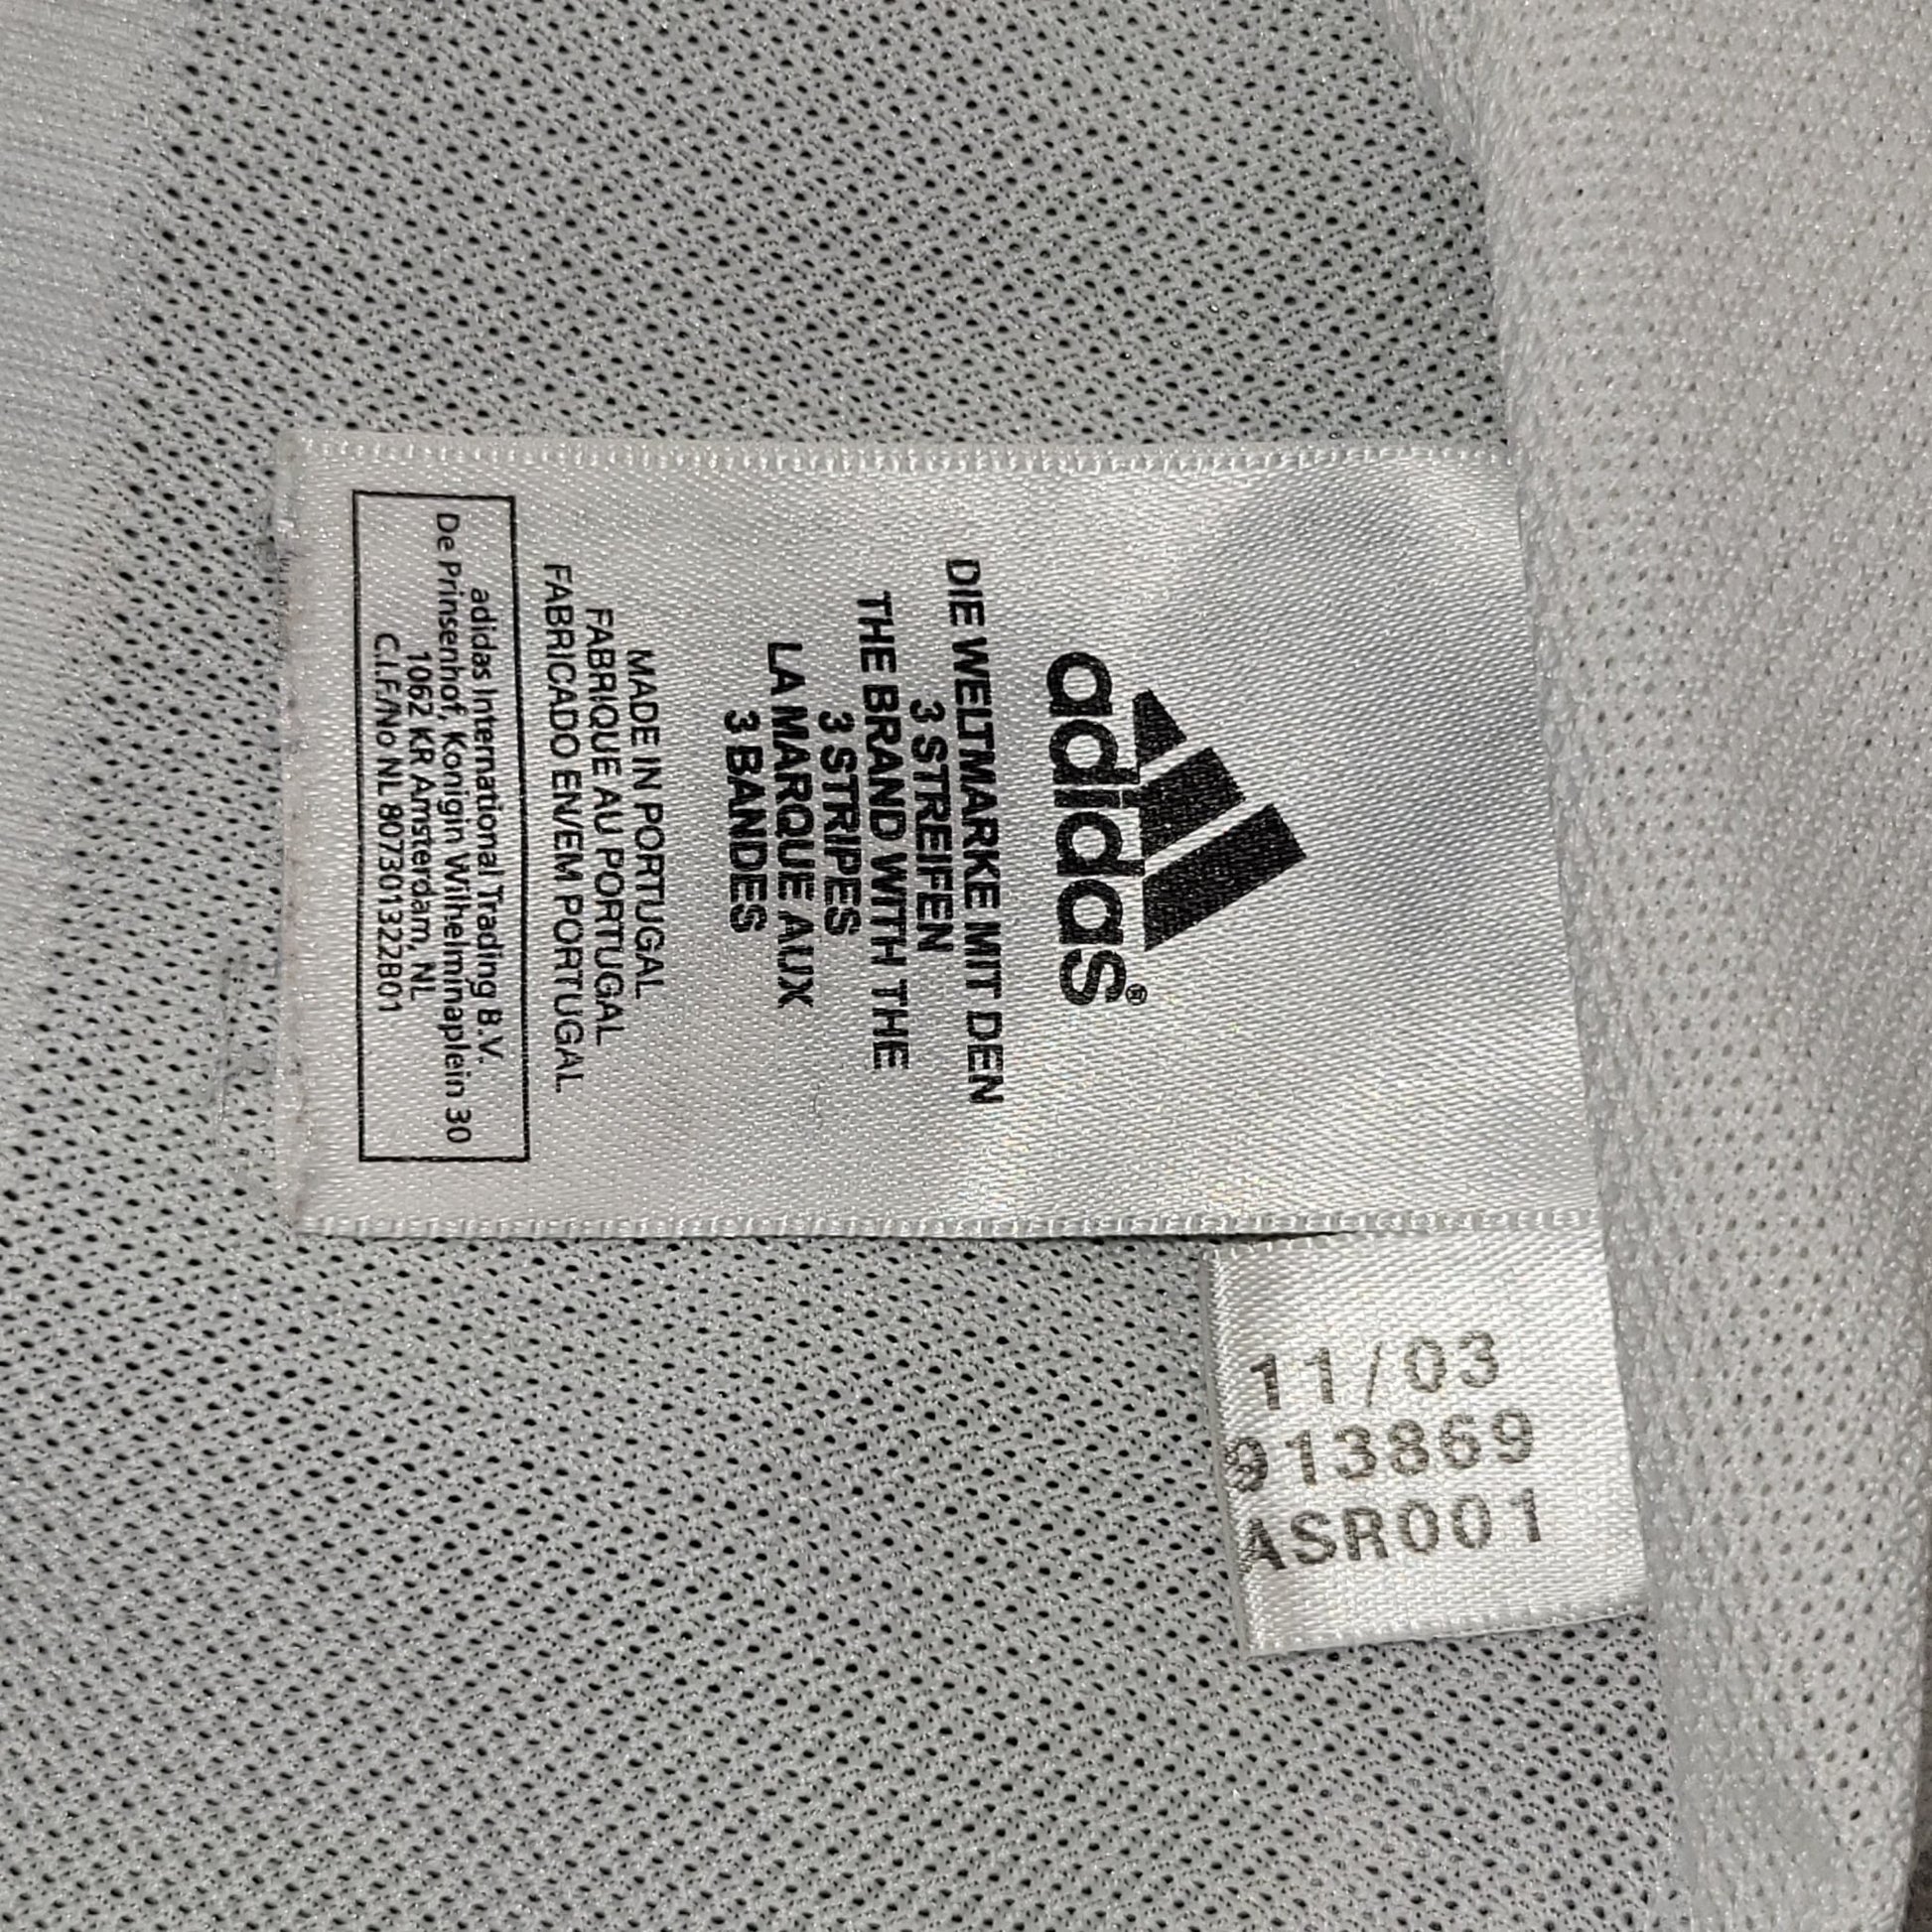 adidas®
DIE WELTMARKE MIT DEN
3 STREIFEN
THE BRAND WITH THE
3 STRIPES
LA MARQUE AUX
3 BANDES
MADE IN PORTUGAL
FABRIQUE AU PORTUGAL
FABRICADO EN/EM PORTUGAL
adidas International Trading B.V.
De Prinsenhof, Konigin Wilhelminaplein 30
1062 KR Amsterdam, NL
C.I.F/No NL 807301322B01
11/03
913869
ASR001